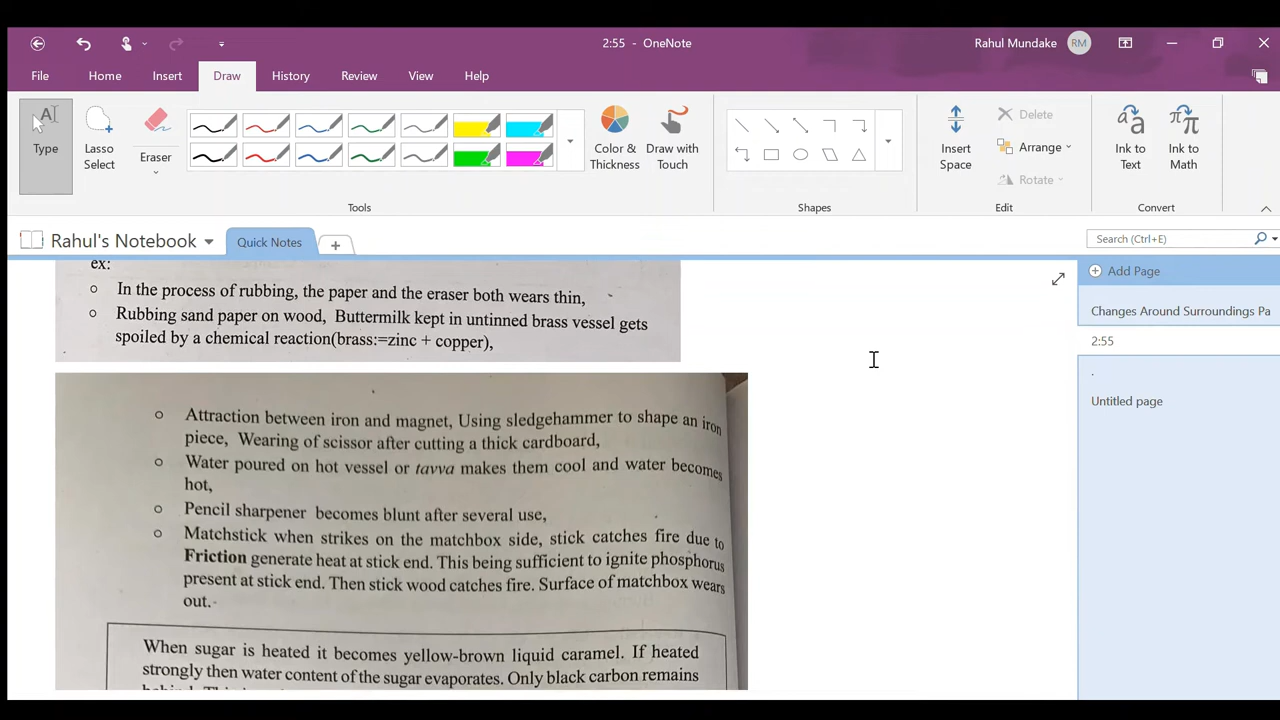 2:55 - OneNote
Rahul Mundake
RM
File
Home
Insert
Draw
History
Review
View
Help
Type
Lasso
Select
Eraser
Color &
Thickness
Draw with
Touch
Insert
Space
Delete
Arrange
Rotate
Ink to
Text
Ink to
Math
Tools
Shapes
Edit
Convert
Rahul's Notebook
Quick Notes
Search (Ctrl+E)
Add Page
Changes Around Surroundings Pa
2:55
.
Untitled page
ex:
In the process of rubbing, the paper and the eraser both wears thin,
Rubbing sand paper on wood, Buttermilk kept in untinned brass vessel gets
spoiled by a chemical reaction(brass:=zinc + copper),
Attraction between iron and magnet, Using sledgehammer to shape an iron
piece, Wearing of scissor after cutting a thick cardboard,
Water poured on hot vessel or tavva makes them cool and water becomes
hot,
Pencil sharpener becomes blunt after several use,
Matchstick when strikes on the matchbox side, stick catches fire due to
Friction generate heat at stick end. This being sufficient to ignite phosphorus
present at stick end. Then stick wood catches fire. Surface of matchbox wears
out.
When sugar is heated it becomes yellow-brown liquid caramel. If heated
strongly then water content of the sugar evaporates. Only black carbon remains